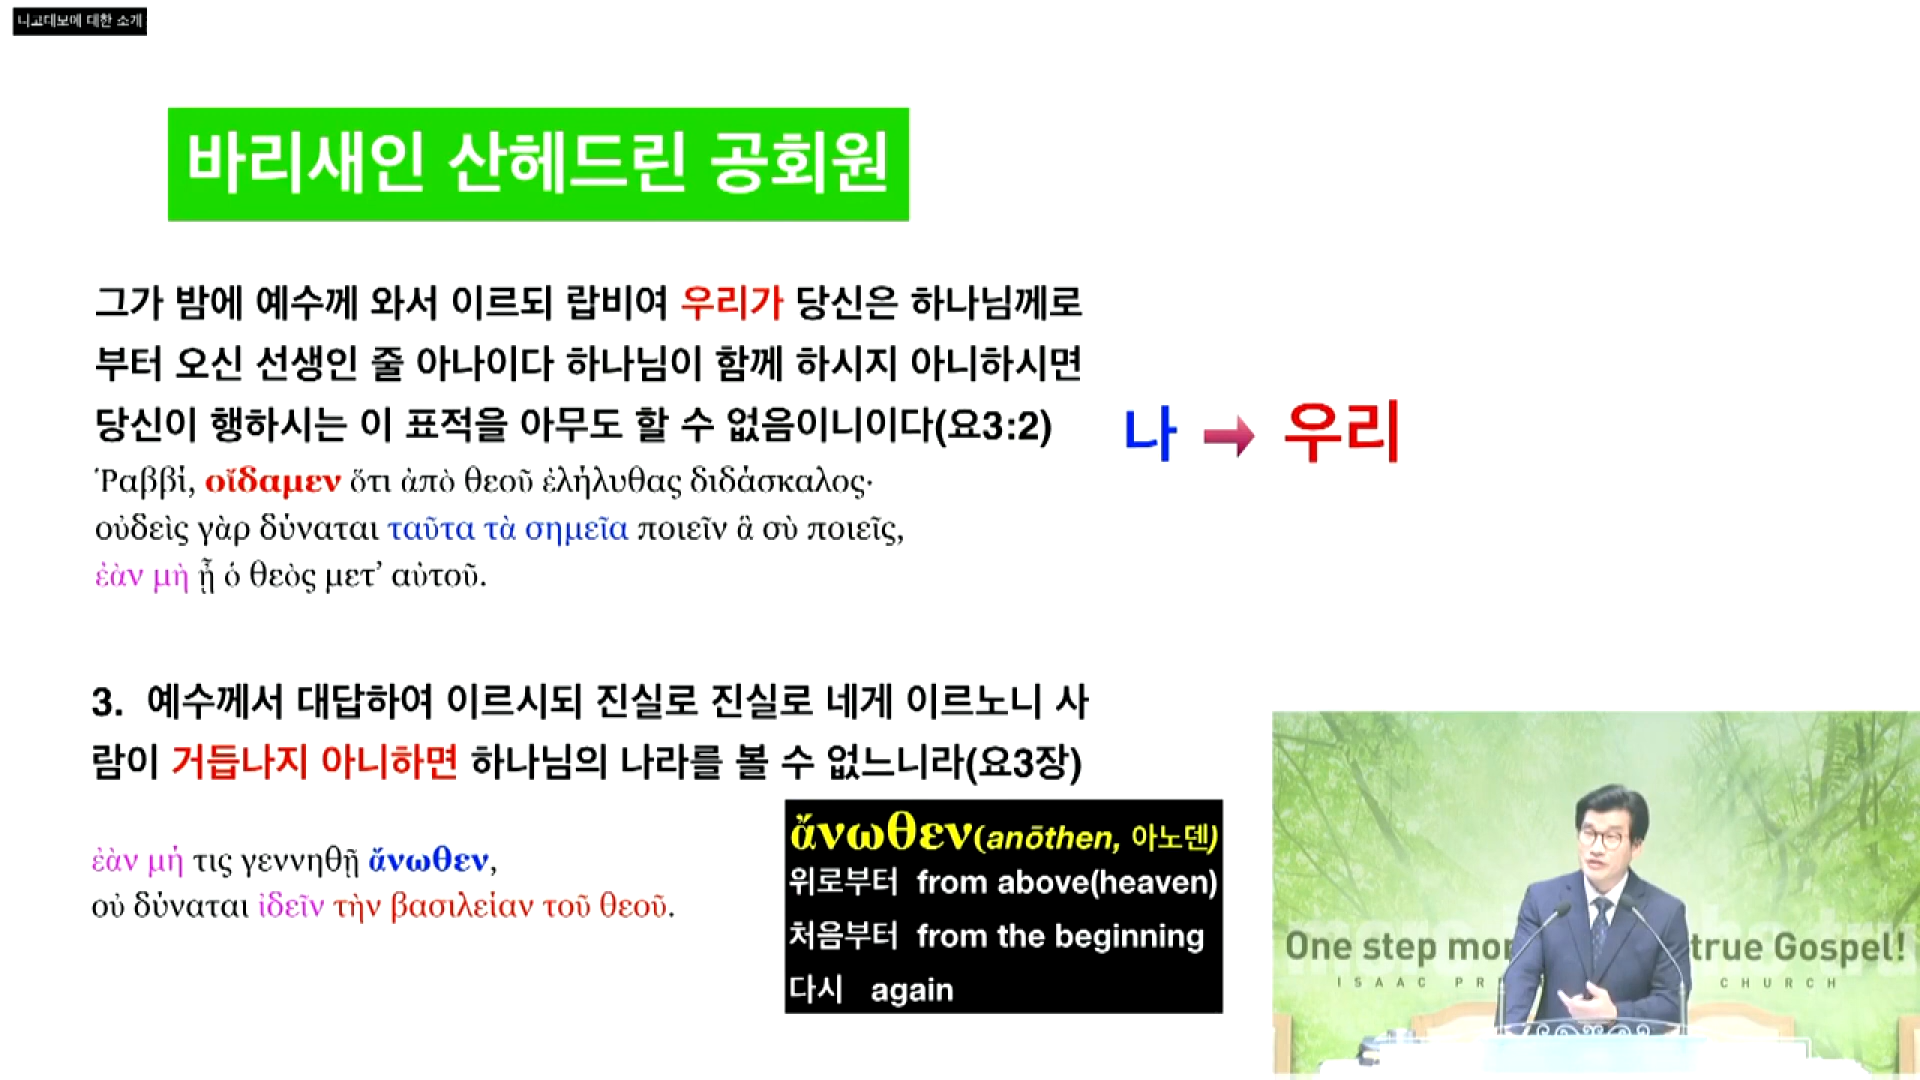 니고데모에 대한 소개
바리새인 산헤드린 공회원
그가 밤에 예수께 와서 이르되 랍비여 우리가 당신은 하나님께로
부터 오신 선생인 줄 아나이다 하나님이 함께 하시지 아니하시면
당신이 행하시는 이 표적을 아무도 할 수 없음이니이다(요3:2)
나 → 우리
Ῥαββί, οἴδαμεν ὅτι ἀπὸ θεοῦ ἐλήλυθας διδάσκαλος·
οὐδεὶς γὰρ δύναται ταῦτα τὰ σημεῖα ποιεῖν ἃ σὺ ποιεῖς,
ἐὰν μὴ ᾖ ὁ θεὸς μετ’ αὐτοῦ.
3. 예수께서 대답하여 이르시되 진실로 진실로 네게 이르노니 사
람이 거듭나지 아니하면 하나님의 나라를 볼 수 없느니라(요3장)
ἐὰν μή τις γεννηθῇ ἄνωθεν,
οὐ δύναται ἰδεῖν τὴν βασιλείαν τοῦ θεοῦ.
ἄνωθεν(anōthen, 아노덴)
위로부터 from above(heaven)
처음부터 from the beginning
다시 again
One step mor true Gospel!
ISAAC PR CHURCH